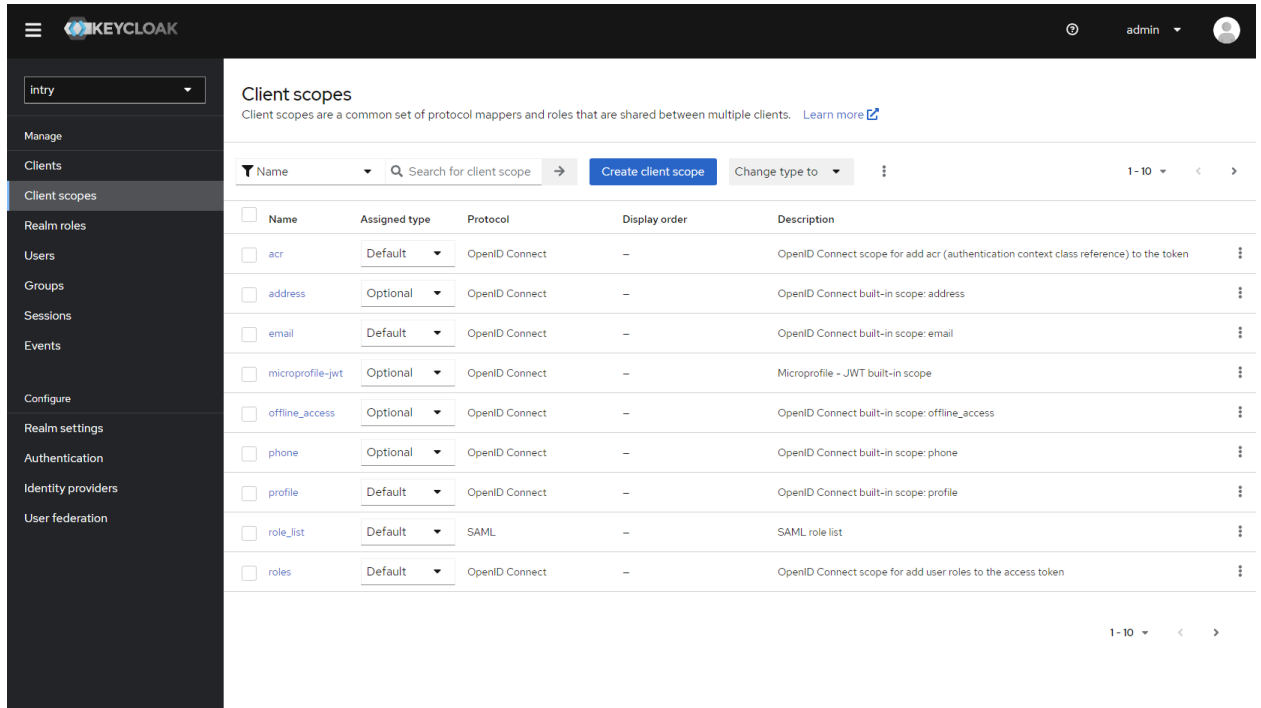 KEYCLOAK
admin
intry
Manage
Clients
Client scopes
Realm roles
Users
Groups
Sessions
Events
Configure
Realm settings
Authentication
Identity providers
User federation
Client scopes
Client scopes are a common set of protocol mappers and roles that are shared between multiple clients. Learn more
Name Search for client scope Create client scope Change type to 1 - 10
Name Assigned type Protocol Display order Description
acr Default OpenID Connect – OpenID Connect scope for add acr (authentication context class reference) to the token
address Optional OpenID Connect – OpenID Connect built-in scope: address
email Default OpenID Connect – OpenID Connect built-in scope: email
microprofile-jwt Optional OpenID Connect – Microprofile - JWT built-in scope
offline_access Optional OpenID Connect – OpenID Connect built-in scope: offline_access
phone Optional OpenID Connect – OpenID Connect built-in scope: phone
profile Default OpenID Connect – OpenID Connect built-in scope: profile
role_list Default SAML – SAML role list
roles Default OpenID Connect – OpenID Connect scope for add user roles to the access token
1 - 10